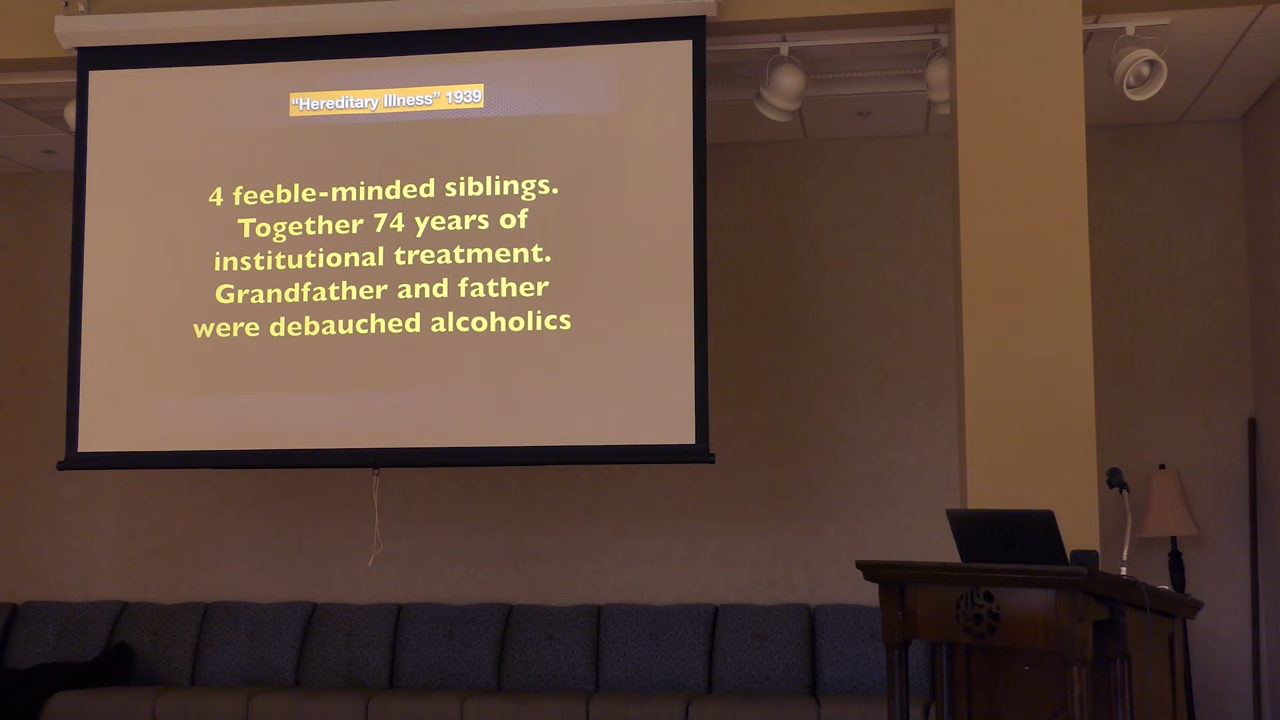 "Hereditary Illness" 1939
4 feeble-minded siblings.
Together 74 years of
institutional treatment.
Grandfather and father
were debauched alcoholics